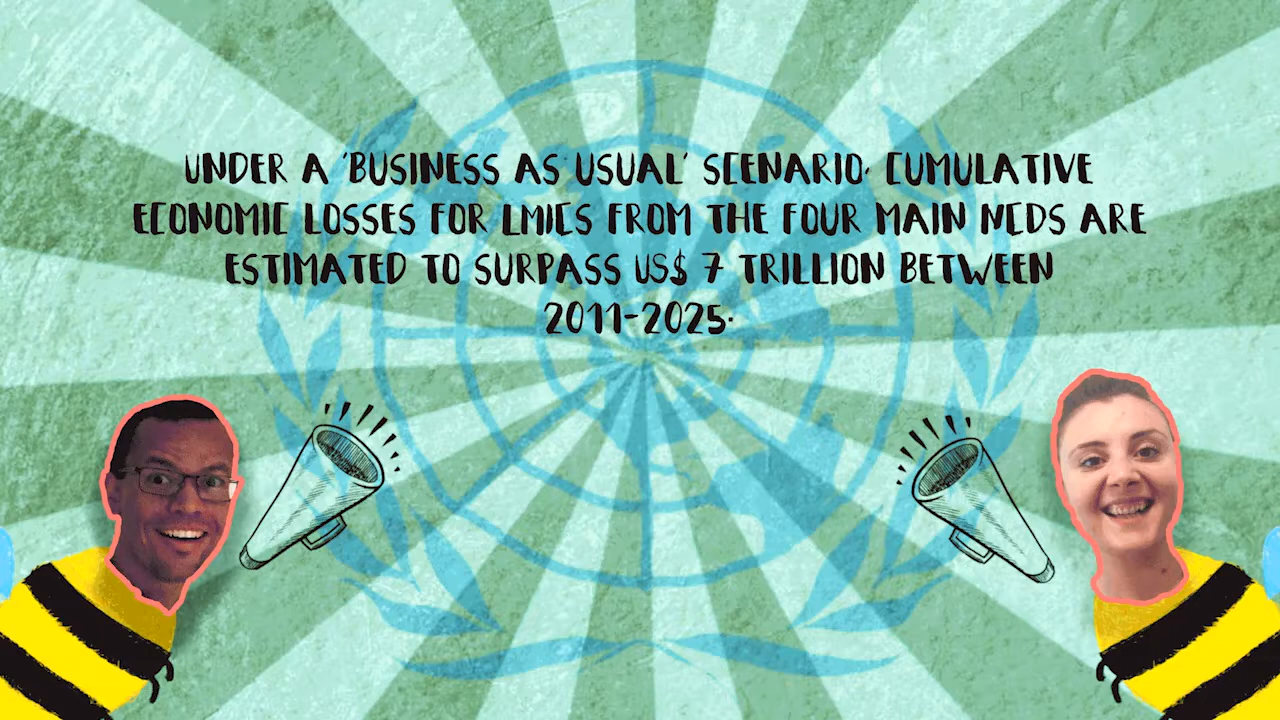 UNDER A 'BUSINESS AS USUAL' SCENARIO, CUMULATIVE
ECONOMIC LOSSES FOR LMICS FROM THE FOUR MAIN NCDS ARE
ESTIMATED TO SURPASS US$ 7 TRILLION BETWEEN
2011-2025.